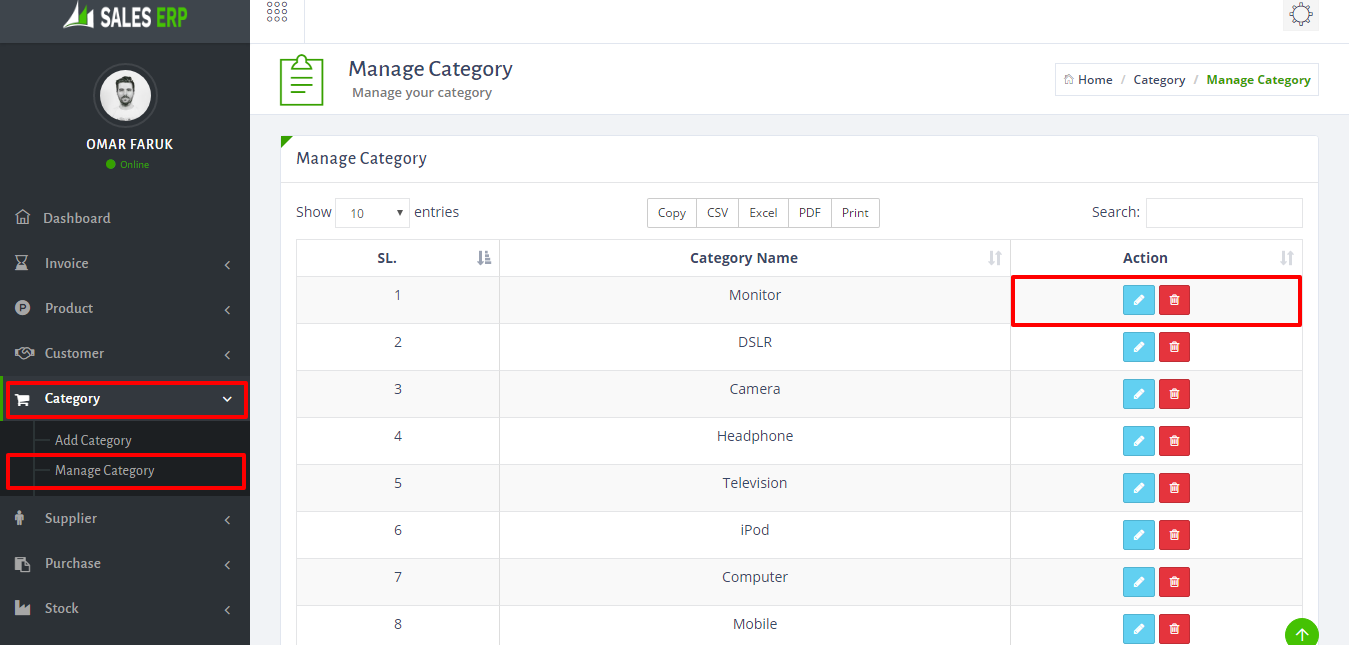 SALES ERP
OMAR FARUK
Online
Dashboard
Invoice
Product
Customer
Category
Add Category
Manage Category
Supplier
Purchase
Stock
Manage Category
Manage your category
Home / Category / Manage Category
Manage Category
Show 10 entries
Copy CSV Excel PDF Print
Search:
SL. Category Name Action
1 Monitor
2 DSLR
3 Camera
4 Headphone
5 Television
6 iPod
7 Computer
8 Mobile